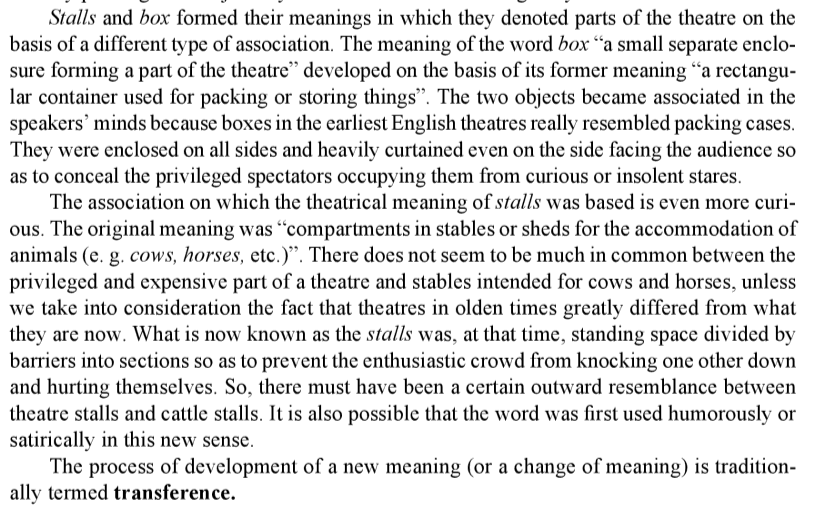 Stalls and box formed their meanings in which they denoted parts of the theatre on the
basis of a different type of association. The meaning of the word box “a small separate enclo-
sure forming a part of the theatre” developed on the basis of its former meaning “a rectangu-
lar container used for packing or storing things”. The two objects became associated in the
speakers’ minds because boxes in the earliest English theatres really resembled packing cases.
They were enclosed on all sides and heavily curtained even on the side facing the audience so
as to conceal the privileged spectators occupying them from curious or insolent stares.
The association on which the theatrical meaning of stalls was based is even more curi-
ous. The original meaning was “compartments in stables or sheds for the accommodation of
animals (e. g. cows, horses, etc.)”. There does not seem to be much in common between the
privileged and expensive part of a theatre and stables intended for cows and horses, unless
we take into consideration the fact that theatres in olden times greatly differed from what
they are now. What is now known as the stalls was, at that time, standing space divided by
barriers into sections so as to prevent the enthusiastic crowd from knocking one other down
and hurting themselves. So, there must have been a certain outward resemblance between
theatre stalls and cattle stalls. It is also possible that the word was first used humorously or
satirically in this new sense.
The process of development of a new meaning (or a change of meaning) is tradition-
ally termed transference.